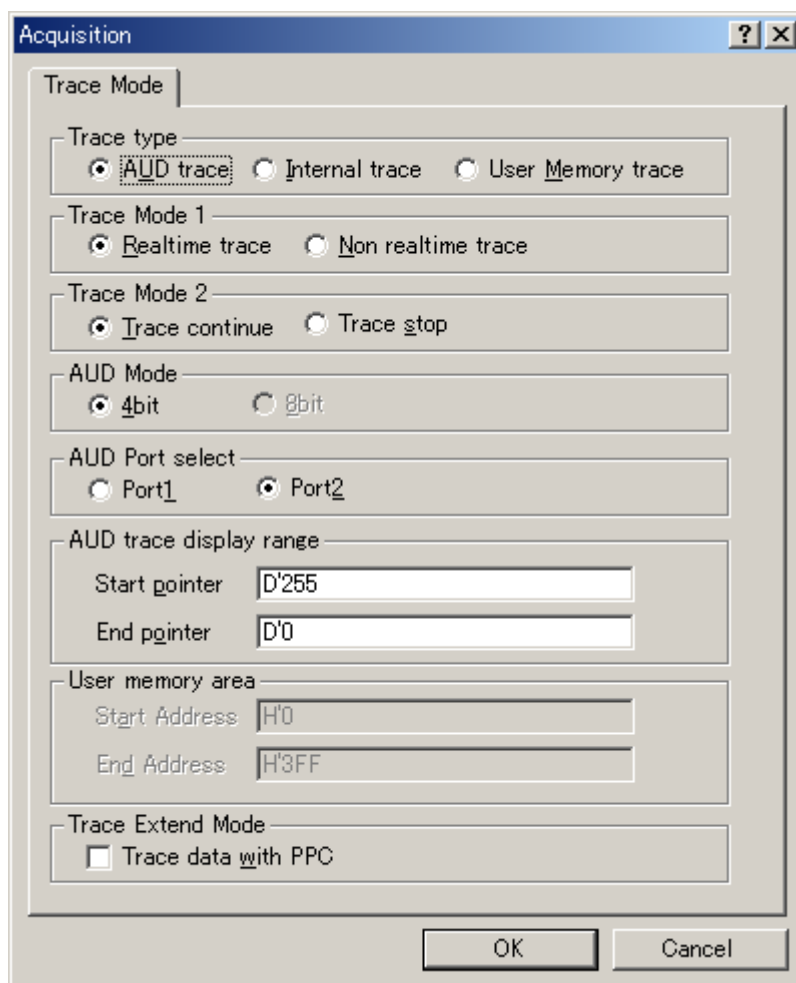 Acquisition
Trace Mode
Trace type
AUD trace Internal trace User Memory trace
Trace Mode 1
Realtime trace Non realtime trace
Trace Mode 2
Trace continue Trace stop
AUD Mode
4bit 8bit
AUD Port select
Port1 Port2
AUD trace display range
Start pointer D'255
End pointer D'0
User memory area
Start Address H'0
End Address H'3FF
Trace Extend Mode
Trace data with PPC
OK Cancel